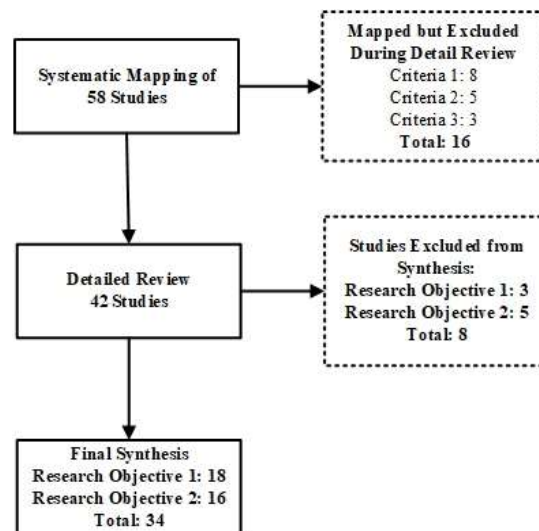 Systematic Mapping of
58 Studies
Mapped but Excluded
During Detail Review
Criteria 1: 8
Criteria 2: 5
Criteria 3: 3
Total: 16
Detailed Review
42 Studies
Studies Excluded from
Synthesis:
Research Objective 1: 3
Research Objective 2: 5
Total: 8
Final Synthesis
Research Objective 1: 18
Research Objective 2: 16
Total: 34